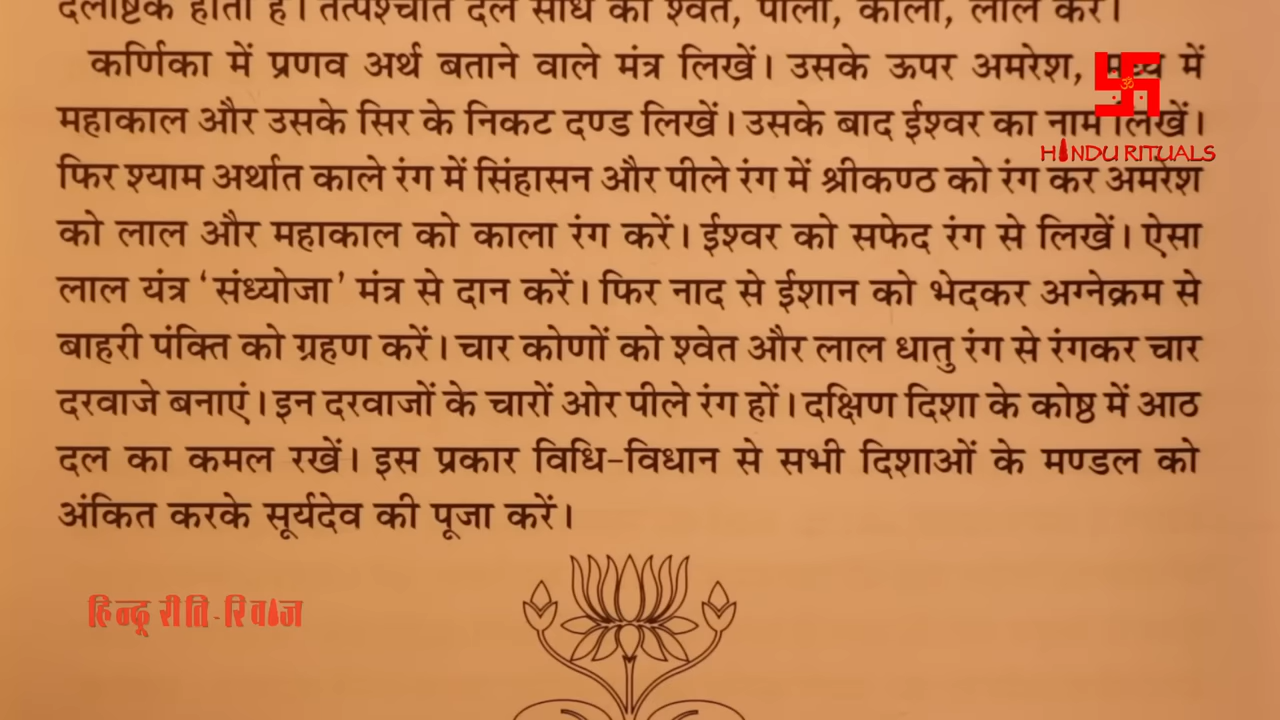 दलाष्टक होता है। तत्पश्चात दल संधि को श्वेत, पीला, काला, लाल करें।
कर्णिका में प्रणव अर्थ बताने वाले मंत्र लिखें। उसके ऊपर अमरेश, मध्य में
महाकाल और उसके सिर के निकट दण्ड लिखें। उसके बाद ईश्वर का नाम लिखें।
फिर श्याम अर्थात काले रंग में सिंहासन और पीले रंग में श्रीकण्ठ को रंग कर अमरेश
को लाल और महाकाल को काला रंग करें। ईश्वर को सफेद रंग से लिखें। ऐसा
लाल यंत्र ‘संध्योजा’ मंत्र से दान करें। फिर नाद से ईशान को भेदकर अग्नेक्रम से
बाहरी पंक्ति को ग्रहण करें। चार कोणों को श्वेत और लाल धातु रंग से रंगकर चार
दरवाजे बनाएं। इन दरवाजों के चारों ओर पीले रंग हों। दक्षिण दिशा के कोष्ठ में आठ
दल का कमल रखें। इस प्रकार विधि-विधान से सभी दिशाओं के मण्डल को
अंकित करके सूर्यदेव की पूजा करें।
ॐ
HINDU RITUALS
हिन्दू रीति-रिवाज